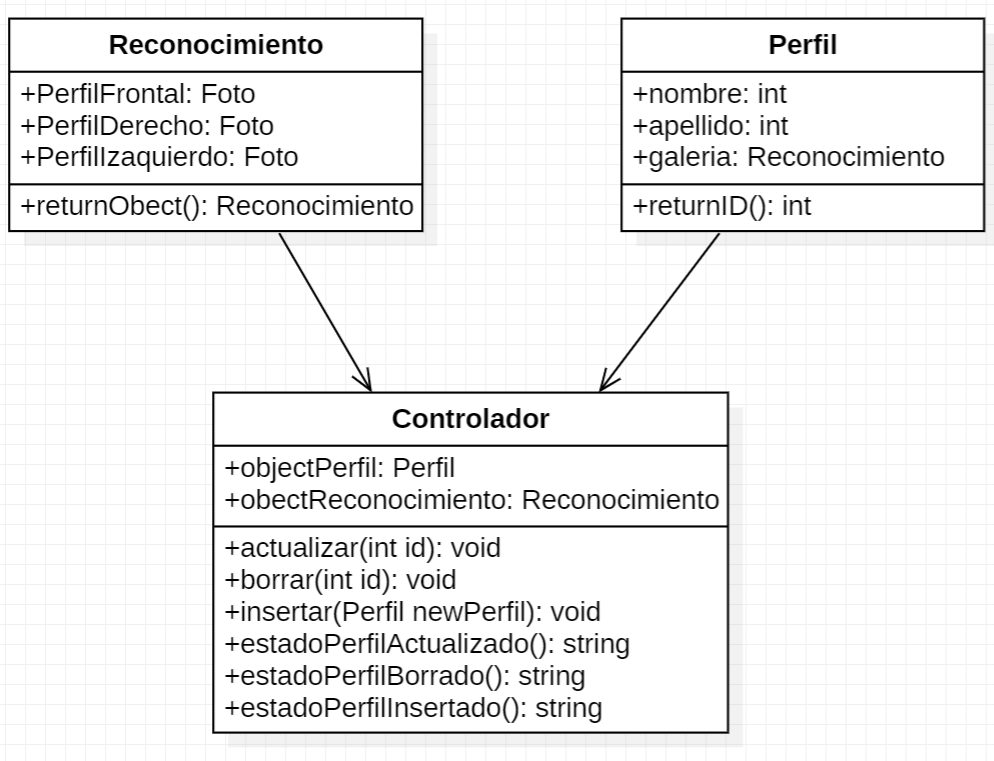 Reconocimiento
+PerfilFrontal: Foto
+PerfilDerecho: Foto
+PerfilIzaquierdo: Foto
+returnObect(): Reconocimiento
Perfil
+nombre: int
+apellido: int
+galeria: Reconocimiento
+returnID(): int
Controlador
+objectPerfil: Perfil
+obectReconocimiento: Reconocimiento
+actualizar(int id): void
+borrar(int id): void
+insertar(Perfil newPerfil): void
+estadoPerfilActualizado(): string
+estadoPerfilBorrado(): string
+estadoPerfilInsertado(): string